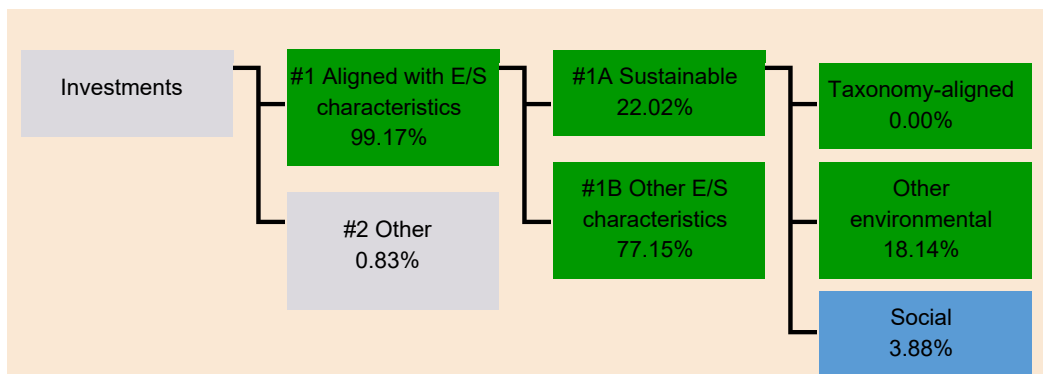 Investments
#1 Aligned with E/S
characteristics
99.17%
#2 Other
0.83%
#1A Sustainable
22.02%
#1B Other E/S
characteristics
77.15%
Taxonomy-aligned
0.00%
Other
environmental
18.14%
Social
3.88%